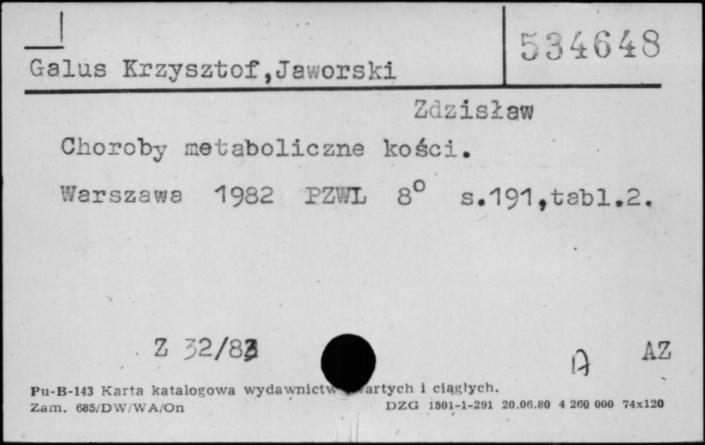 534648
Galus Krzysztof, Jaworski
Zdzisław
Choroby metaboliczne kości.
Warszawa 1982 PZWL 8° s.191, tabl.2.
Z 32/83
A AZ
Pu-B-143 Karta katalogowa wydawnictw zwartych i ciągłych.
Zam. 685/DW/WA/On DZG 1501-1-291 20.06.80 4 260 000 74x120